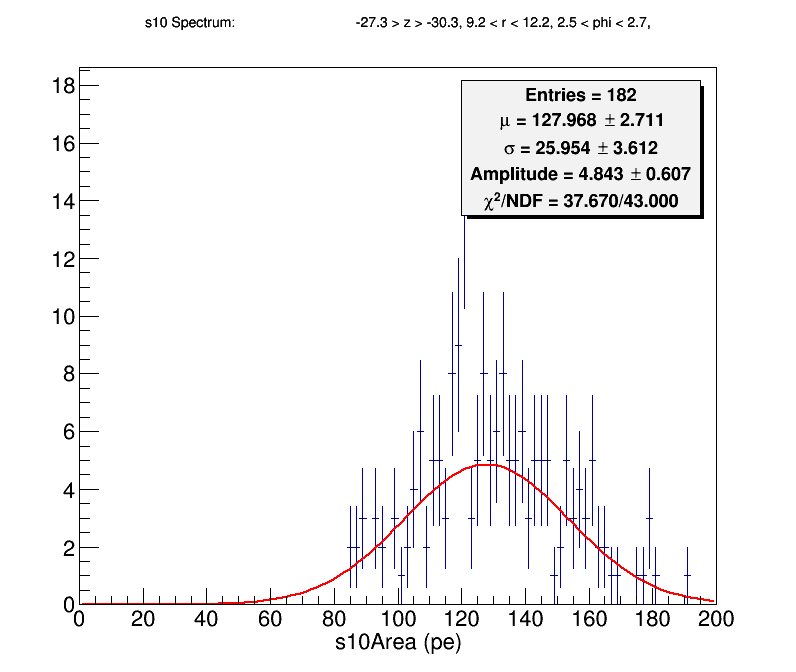 s10 Spectrum: -27.3 > z > -30.3, 9.2 < r < 12.2, 2.5 < phi < 2.7,
Entries = 182
μ = 127.968 ± 2.711
σ = 25.954 ± 3.612
Amplitude = 4.843 ± 0.607
χ²/NDF = 37.670/43.000
18
16
14
12
10
8
6
4
2
0
0 20 40 60 80 100 120 140 160 180 200
s10Area (pe)